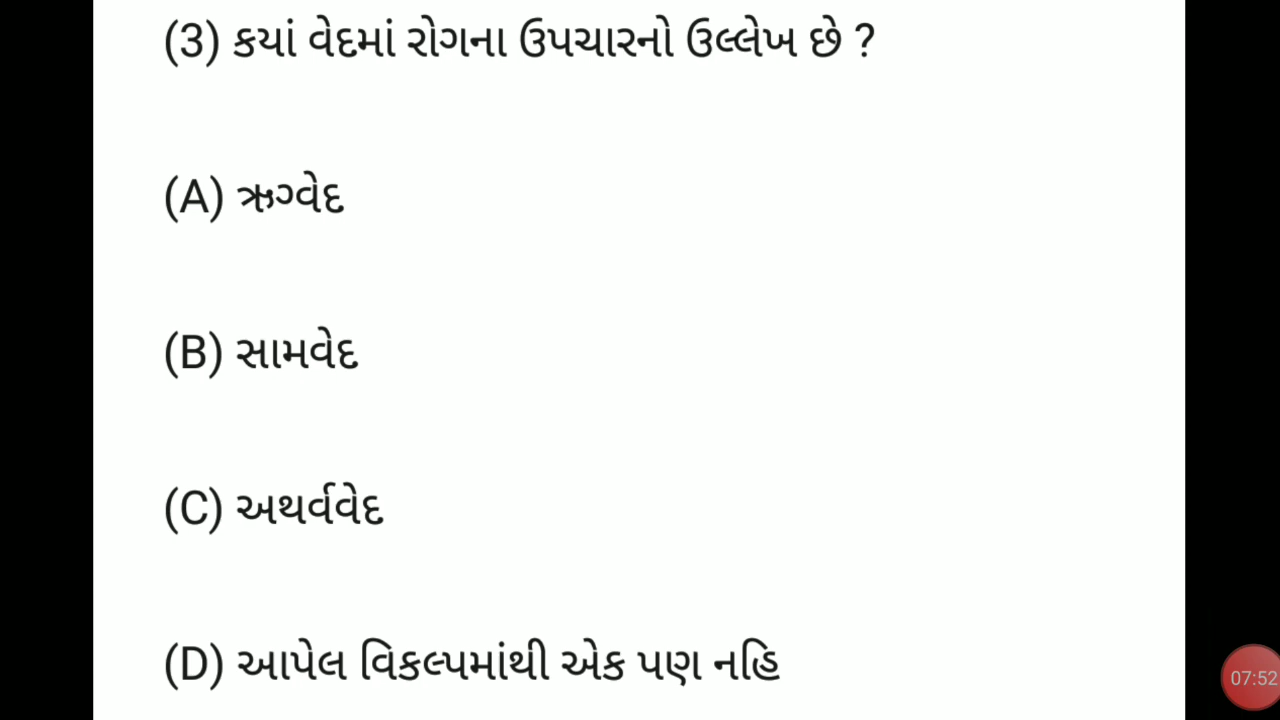 (3) કયાં વેદમાં રોગના ઉપચારનો ઉલ્લેખ છે ?
(A) ઋગ્વેદ
(B) સામવેદ
(C) અથર્વવેદ
(D) આપેલ વિકલ્પમાંથી એક પણ નહિ
07:52